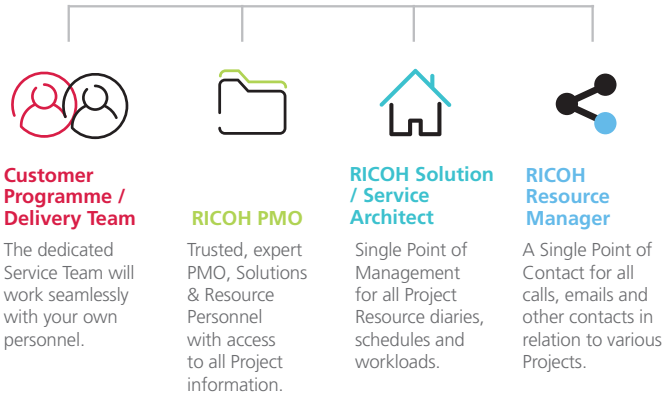 Customer
Programme /
Delivery Team
The dedicated
Service Team will
work seamlessly
with your own
personnel.
RICOH PMO
Trusted, expert
PMO, Solutions
& Resource
Personnel
with access
to all Project
information.
RICOH Solution
/ Service
Architect
Single Point of
Management
for all Project
Resource diaries,
schedules and
workloads.
RICOH
Resource
Manager
A Single Point of
Contact for all
calls, emails and
other contacts in
relation to various
Projects.